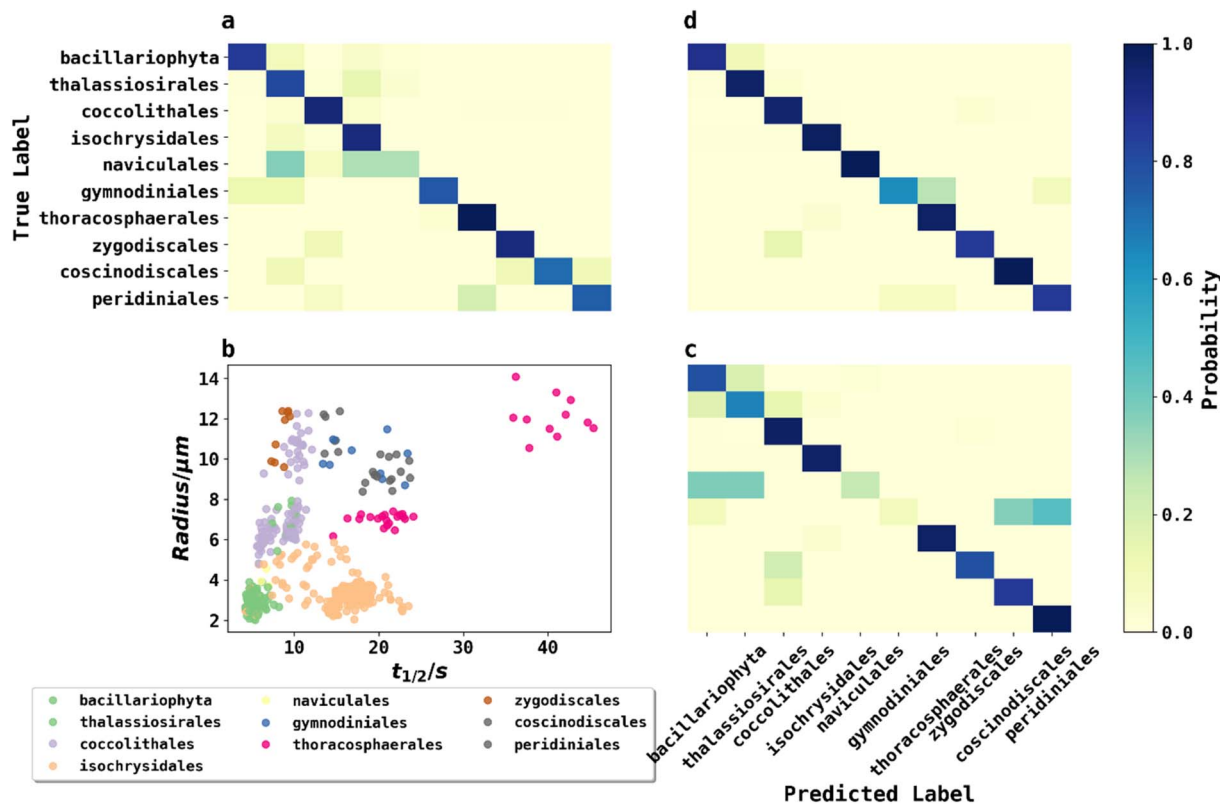 a
d
True Label
bacillariophyta
thalassiosirales
coccolithales
isochrysidales
naviculales
gymnodiniales
thoracosphaerales
zygodiscales
coscinodiscales
peridiniales
1.0
0.8
0.6
0.4
0.2
0.0
Probability
b
c
14
12
10
8
6
4
2
Radius/μm
10
20
30
40
t1/2/s
bacillariophyta
thalassiosirales
coccolithales
isochrysidales
naviculales
gymnodiniales
thoracosphaerales
zygodiscales
coscinodiscales
peridiniales
bacillariophyta
thalassiosirales
coccolithales
isochrysidales
naviculales
gymnodiniales
thoracosphaerales
zygodiscales
coscinodiscales
peridiniales
Predicted Label